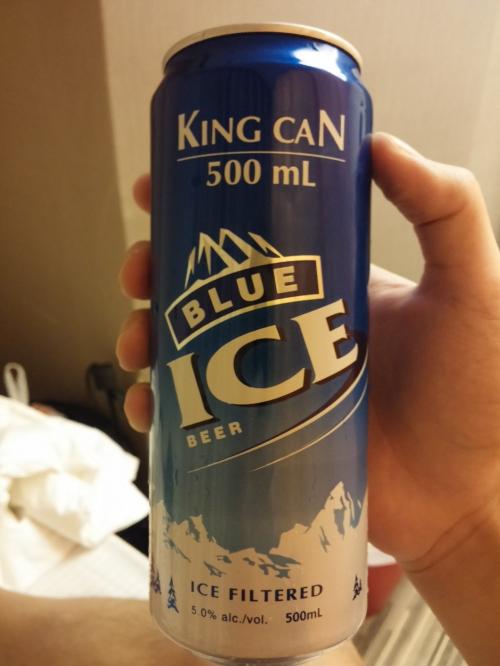 KING CAN
500 mL
BLUE
ICE
BEER
ICE FILTERED
5.0% alc./vol. 500mL